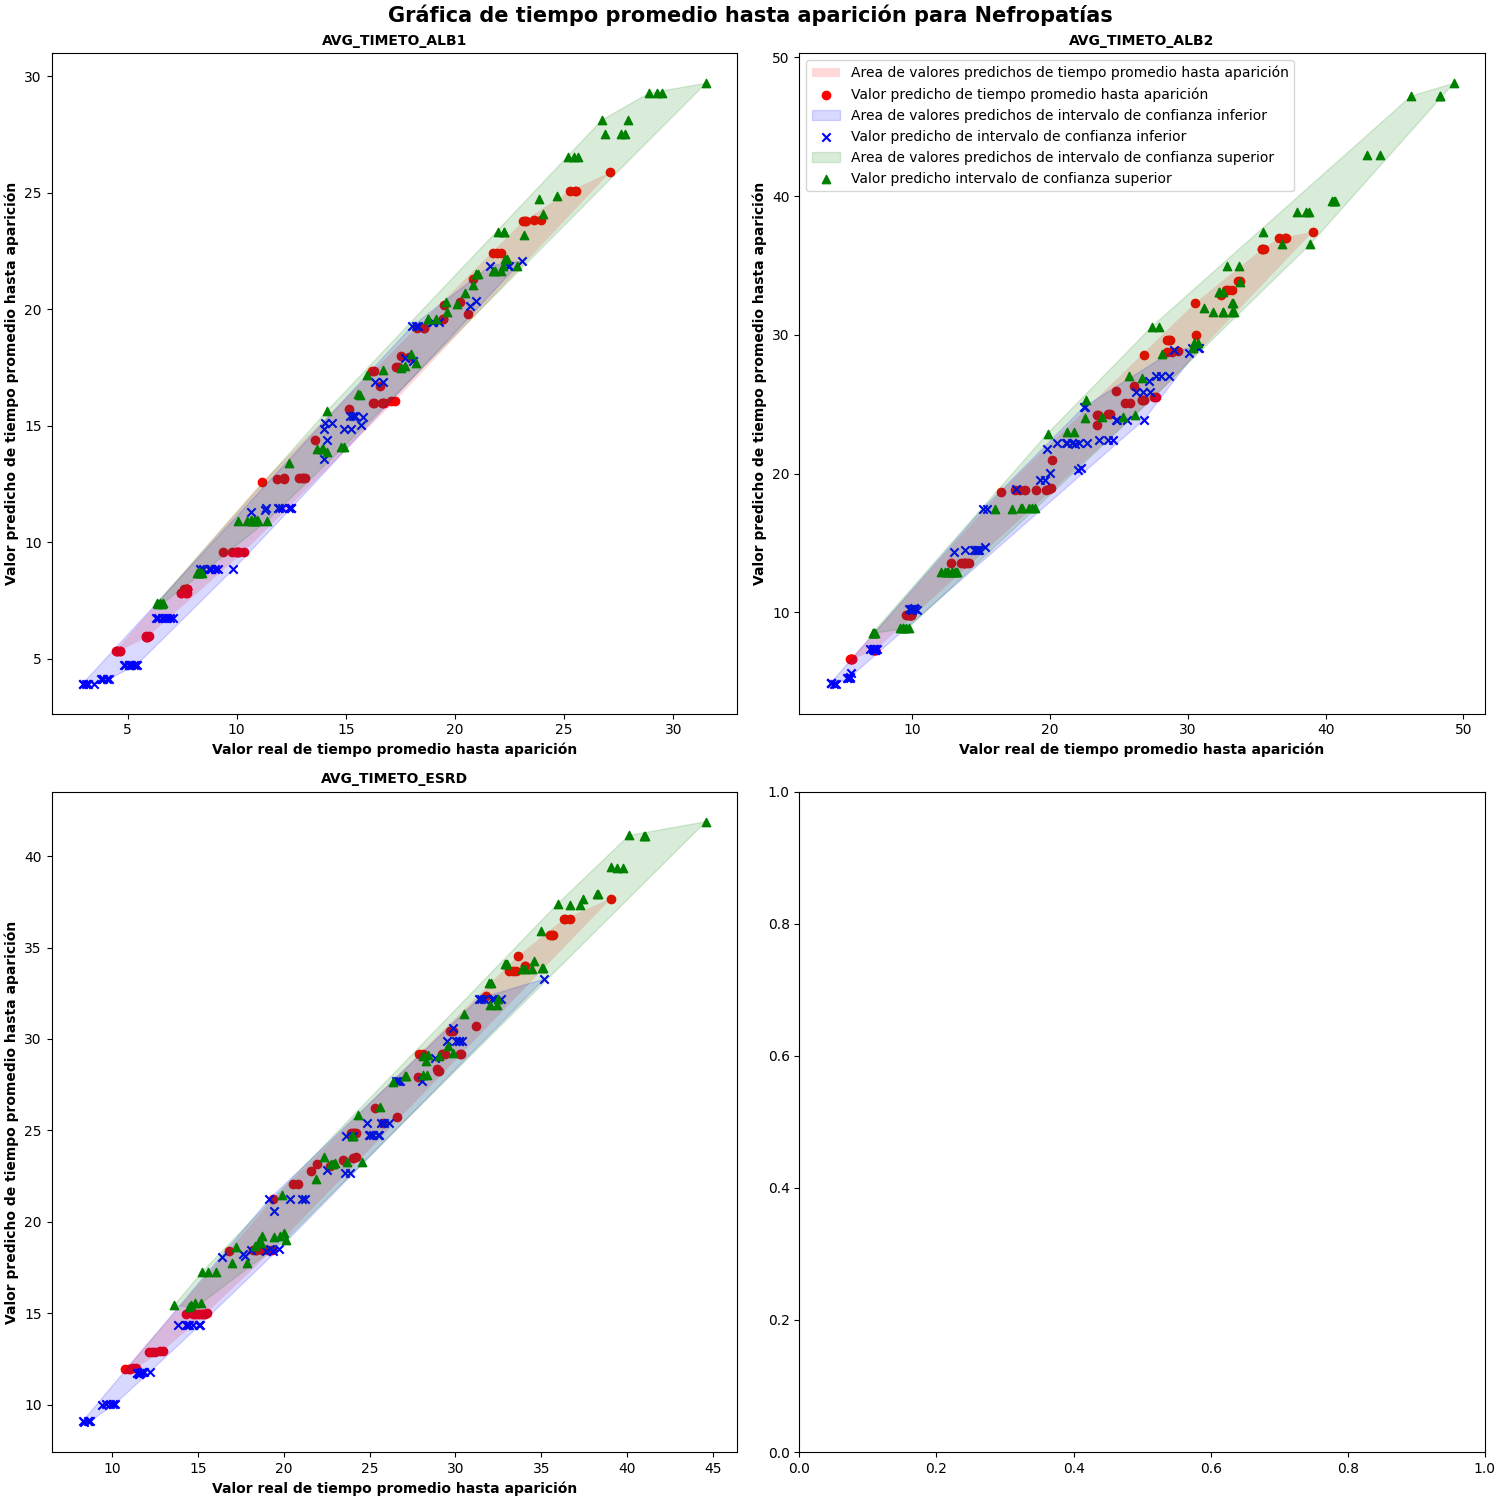 Gráfica de tiempo promedio hasta aparición para Nefropatías
AVG_TIMETO_ALB1
Valor predicho de tiempo promedio hasta aparición
30
25
20
15
10
5
5 10 15 20 25 30
Valor real de tiempo promedio hasta aparición
AVG_TIMETO_ALB2
Area de valores predichos de tiempo promedio hasta aparición
Valor predicho de tiempo promedio hasta aparición
Area de valores predichos de intervalo de confianza inferior
Valor predicho de intervalo de confianza inferior
Area de valores predichos de intervalo de confianza superior
Valor predicho intervalo de confianza superior
Valor predicho de tiempo promedio hasta aparición
50
40
30
20
10
10 20 30 40 50
Valor real de tiempo promedio hasta aparición
AVG_TIMETO_ESRD
Valor predicho de tiempo promedio hasta aparición
40
35
30
25
20
15
10
10 15 20 25 30 35 40 45
Valor real de tiempo promedio hasta aparición
1.0
0.8
0.6
0.4
0.2
0.0
0.0 0.2 0.4 0.6 0.8 1.0